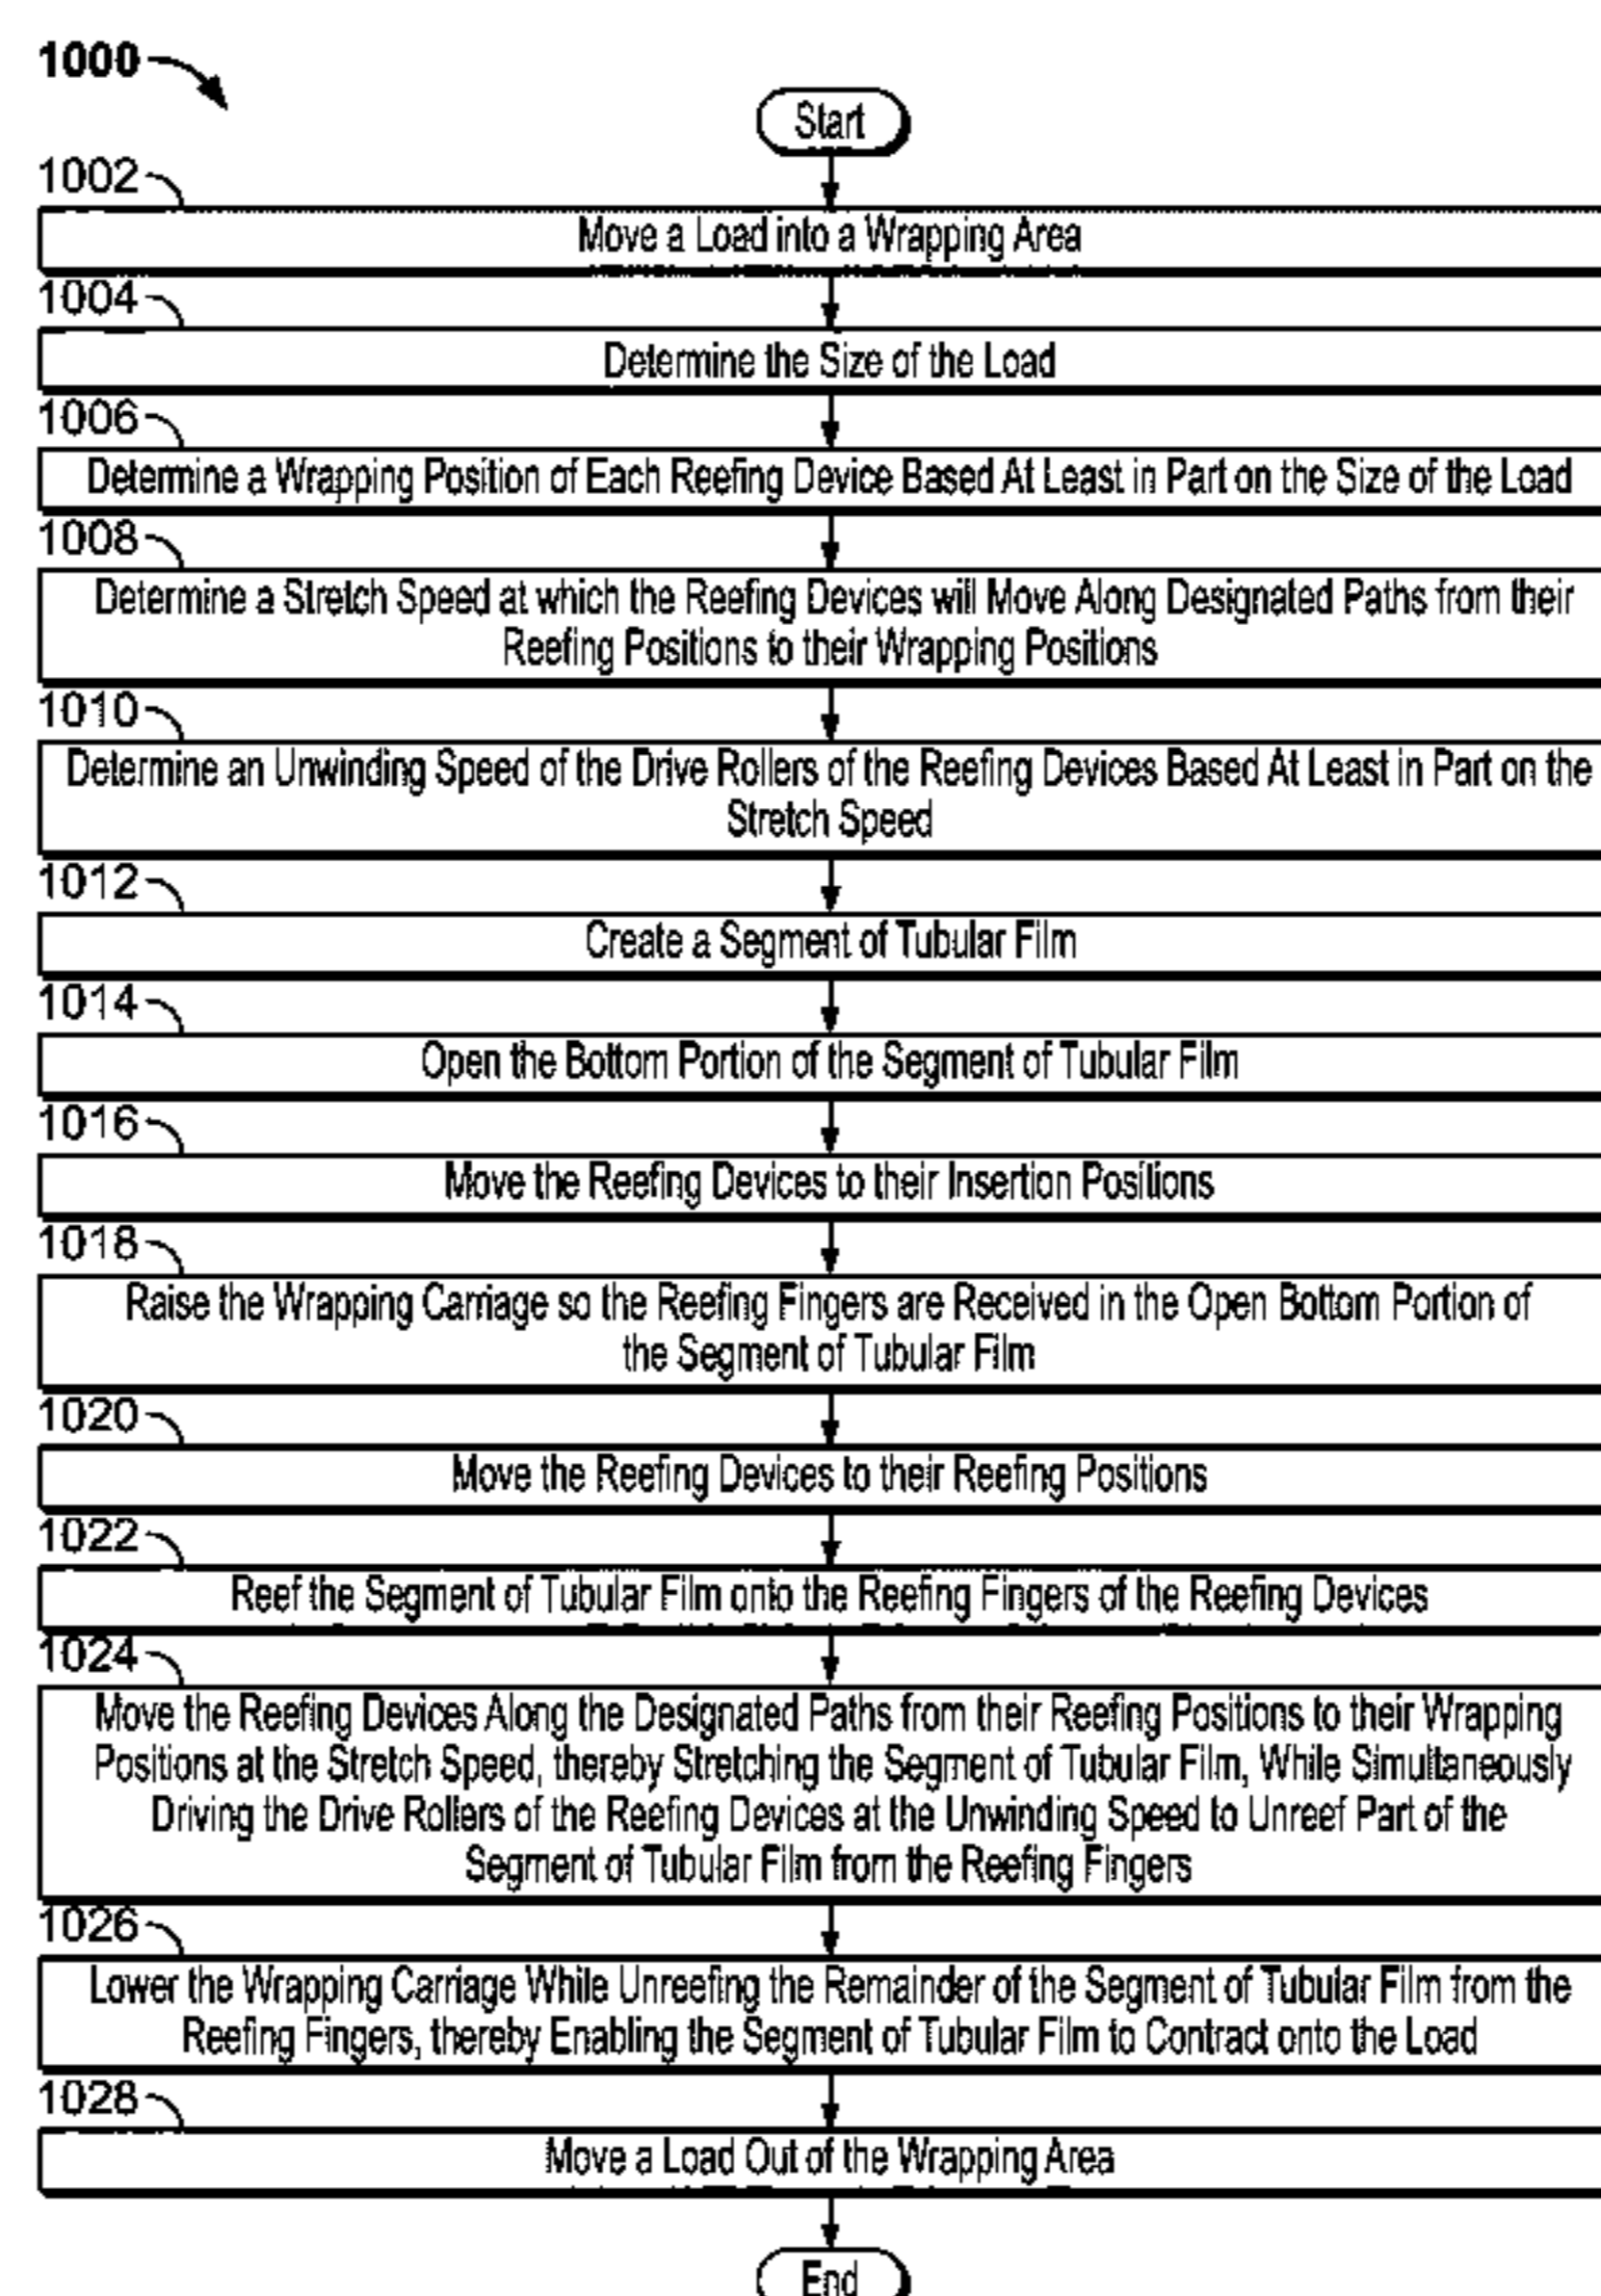 1000
Start
1002
Move a Load into a Wrapping Area
1004
Determine the Size of the Load
1006
Determine a Wrapping Position of Each Reefing Device Based At Least in Part on the Size of the Load
1008
Determine a Stretch Speed at which the Reefing Devices will Move Along Designated Paths from their
Reefing Positions to their Wrapping Positions
1010
Determine an Unwinding Speed of the Drive Rollers of the Reefing Devices Based At Least in Part on the
Stretch Speed
1012
Create a Segment of Tubular Film
1014
Open the Bottom Portion of the Segment of Tubular Film
1016
Move the Reefing Devices to their Insertion Positions
1018
Raise the Wrapping Carriage so the Reefing Fingers are Received in the Open Bottom Portion of
the Segment of Tubular Film
1020
Move the Reefing Devices to their Reefing Positions
1022
Reef the Segment of Tubular Film onto the Reefing Fingers of the Reefing Devices
1024
Move the Reefing Devices Along the Designated Paths from their Reefing Positions to their Wrapping
Positions at the Stretch Speed, thereby Stretching the Segment of Tubular Film, While Simultaneously
Driving the Drive Rollers of the Reefing Devices at the Unwinding Speed to Unreef Part of the
Segment of Tubular Film from the Reefing Fingers
1026
Lower the Wrapping Carriage While Unreefing the Remainder of the Segment of Tubular Film from the
Reefing Fingers, thereby Enabling the Segment of Tubular Film to Contract onto the Load
1028
Move a Load Out of the Wrapping Area
End